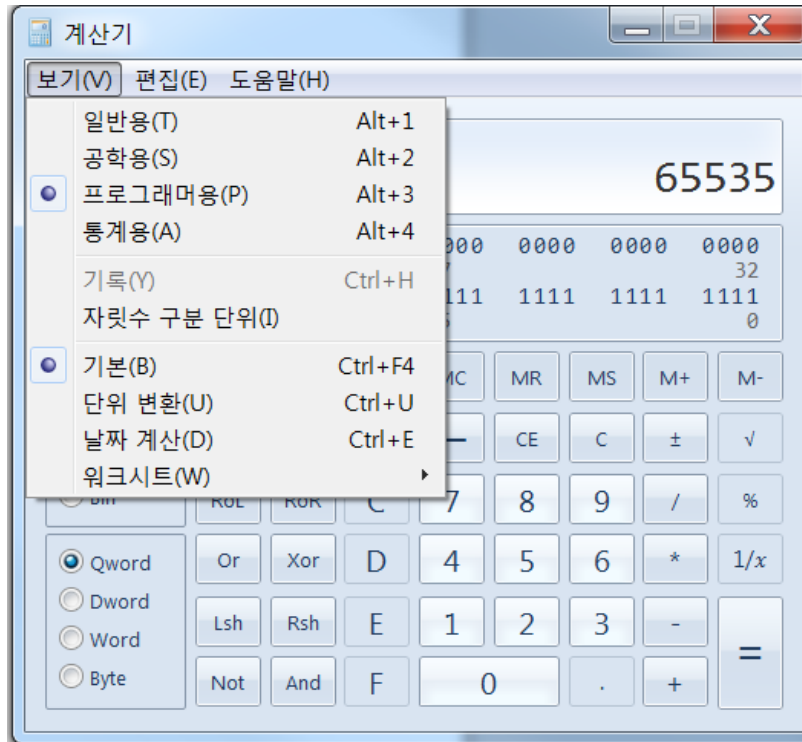 계산기
보기(V) 편집(E) 도움말(H)
일반용(T) Alt+1
공학용(S) Alt+2
프로그래머용(P) Alt+3
통계용(A) Alt+4
기록(Y) Ctrl+H
자릿수 구분 단위(I)
기본(B) Ctrl+F4
단위 변환(U) Ctrl+U
날짜 계산(D) Ctrl+E
워크시트(W)
65535
0000 0000 0000
32
1111 1111 1111
0
MC MR MS M+ M-
CE C ± √
RoL RoR C 7 8 9 / %
Qword Or Xor D 4 5 6 * 1/x
Dword
Word Lsh Rsh E 1 2 3 - =
Byte Not And F 0 . +